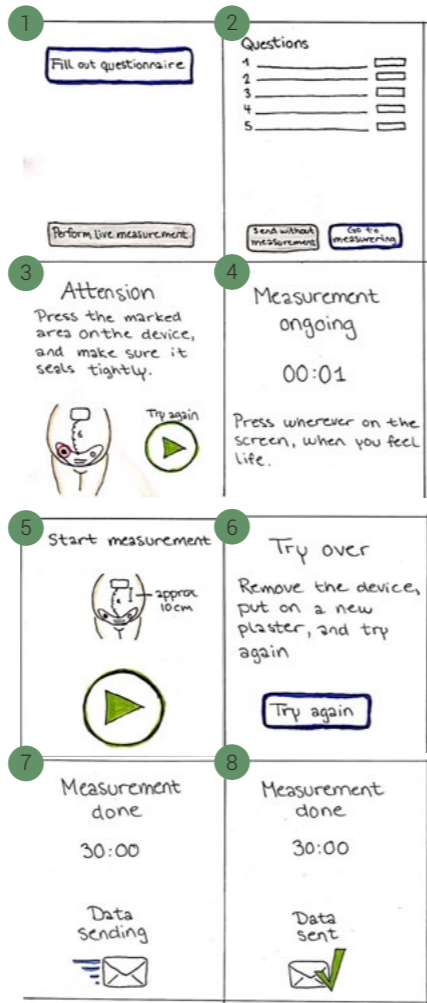 1
Fill out questionnaire
Perform live measurement
2
Questions
1
2
3
4
5
Send without
measurement
Go to
measurering
3
Attension
Press the marked
area on the device,
and make sure it
seals tightly.
Try again
4
Measurement
ongoing
00:01
Press wherever on the
screen, when you feel
life.
5
Start measurement
approx
10cm
6
Try over
Remove the device,
put on a new
plaster, and try
again
Try again
7
Measurement
done
30:00
Data
sending
8
Measurement
done
30:00
Data
sent